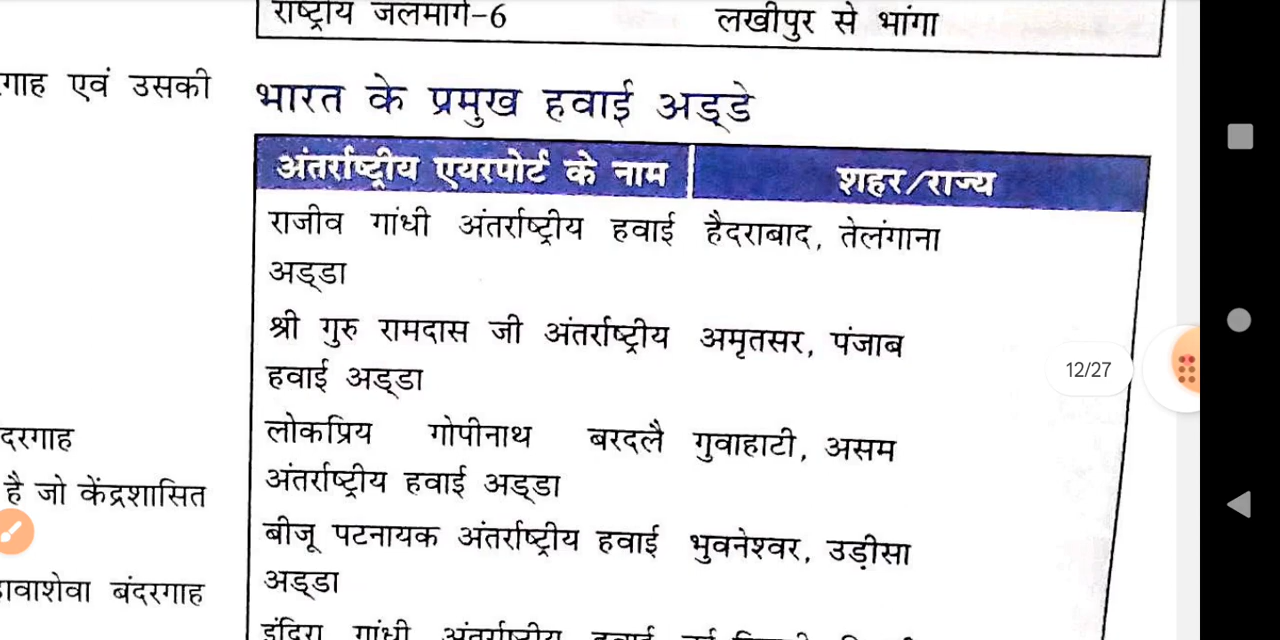 राष्ट्रीय जलमार्ग-6 लखीपुर से भांगा
एवं उसकी
भारत के प्रमुख हवाई अड्डे
अंतर्राष्ट्रीय एयरपोर्ट के नाम शहर/राज्य
राजीव गांधी अंतर्राष्ट्रीय हवाई हैदराबाद, तेलंगाना
अड्डा
श्री गुरु रामदास जी अंतर्राष्ट्रीय अमृतसर, पंजाब
हवाई अड्डा
12/27
लोकप्रिय गोपीनाथ बरदलै गुवाहाटी, असम
अंतर्राष्ट्रीय हवाई अड्डा
है जो केंद्रशासित
बीजू पटनायक अंतर्राष्ट्रीय हवाई भुवनेश्वर, उड़ीसा
अड्डा
बंदरगाह
इंदिरा गांधी अंतर्राष्ट्रीय हवाई